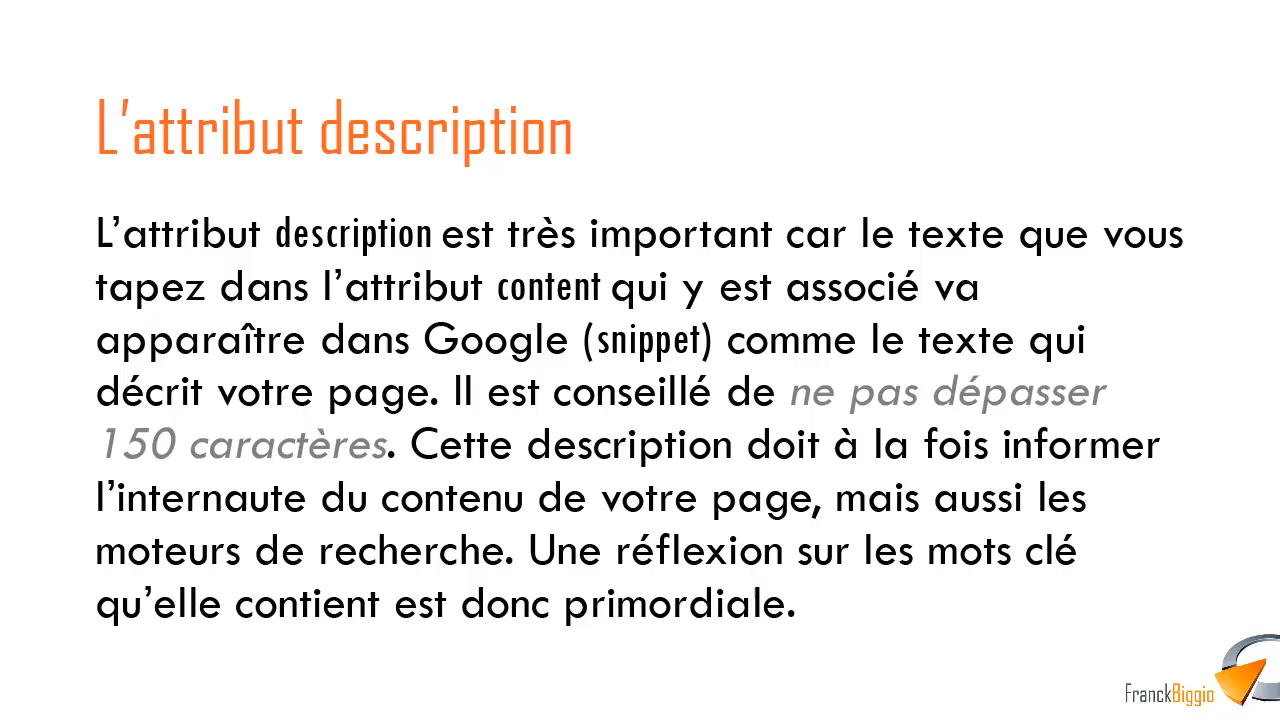 L’attribut description
L’attribut description est très important car le texte que vous
tapez dans l’attribut content qui y est associé va
apparaître dans Google (snippet) comme le texte qui
décrit votre page. Il est conseillé de ne pas dépasser
150 caractères. Cette description doit à la fois informer
l’internaute du contenu de votre page, mais aussi les
moteurs de recherche. Une réflexion sur les mots clé
qu’elle contient est donc primordiale.
FranckBiggio